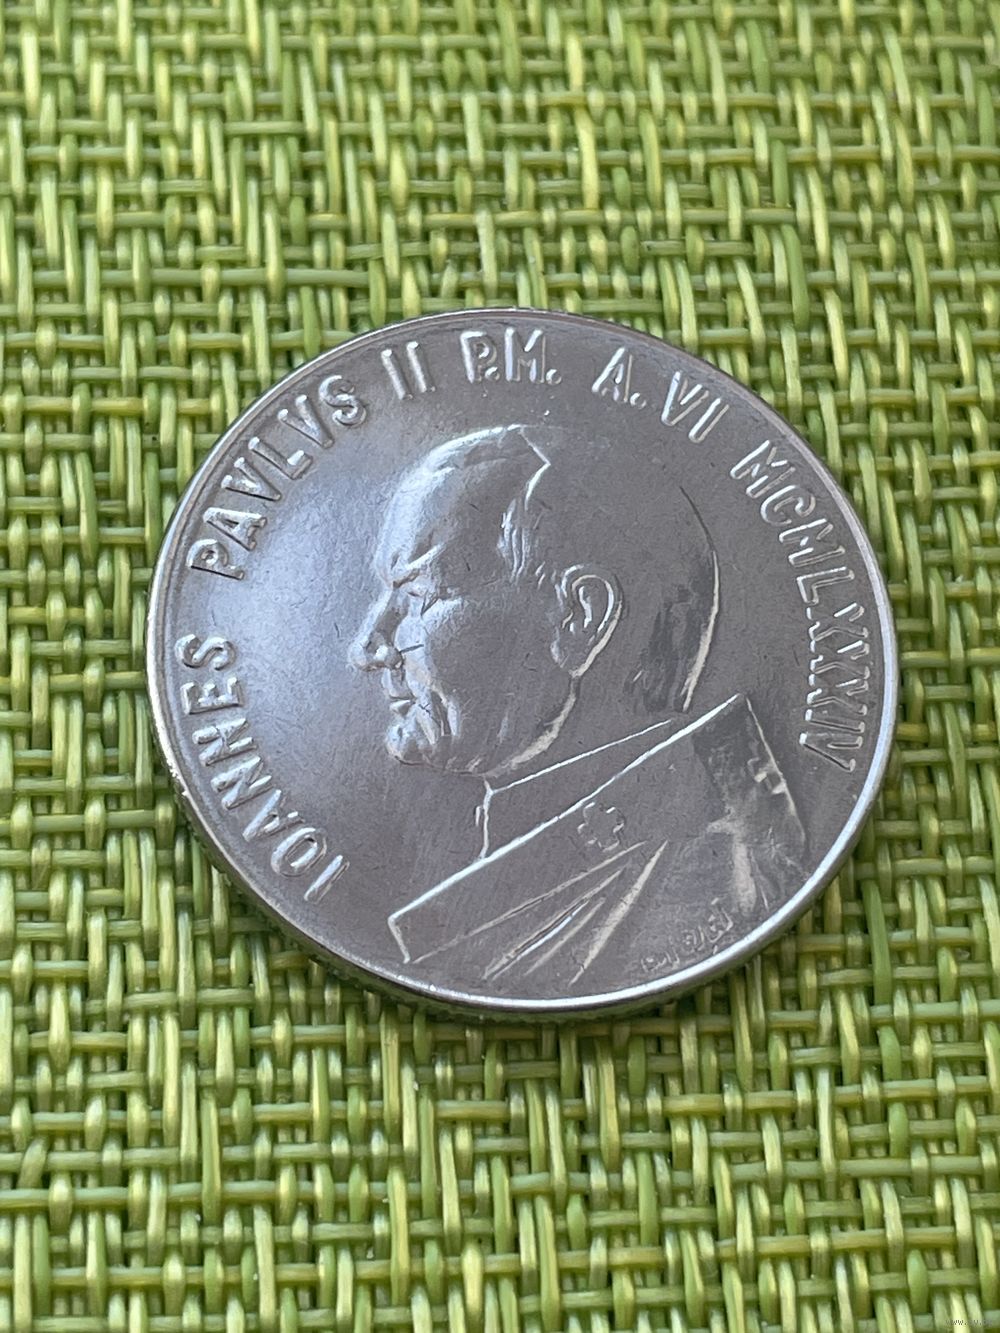 IOANNES PAVLVS II P.M. A. VI MCMLXXXIV